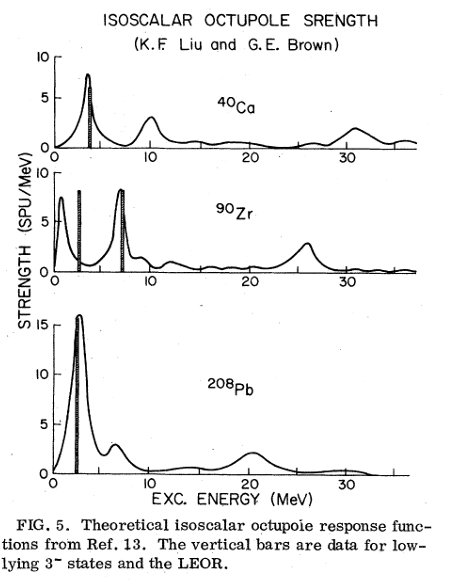 ISOSCALAR OCTUPOLE SRENGTH
(K.F. Liu and G.E. Brown)
10
5
0
40Ca
0
10
20
30
10
5
0
90Zr
0
10
20
30
15
10
5
0
208Pb
0
10
20
30
STRENGTH (SPU/MeV)
EXC. ENERGY (MeV)
FIG. 5. Theoretical isoscalar octupole response func-
tions from Ref. 13. The vertical bars are data for low-
lying 3⁻ states and the LEOR.